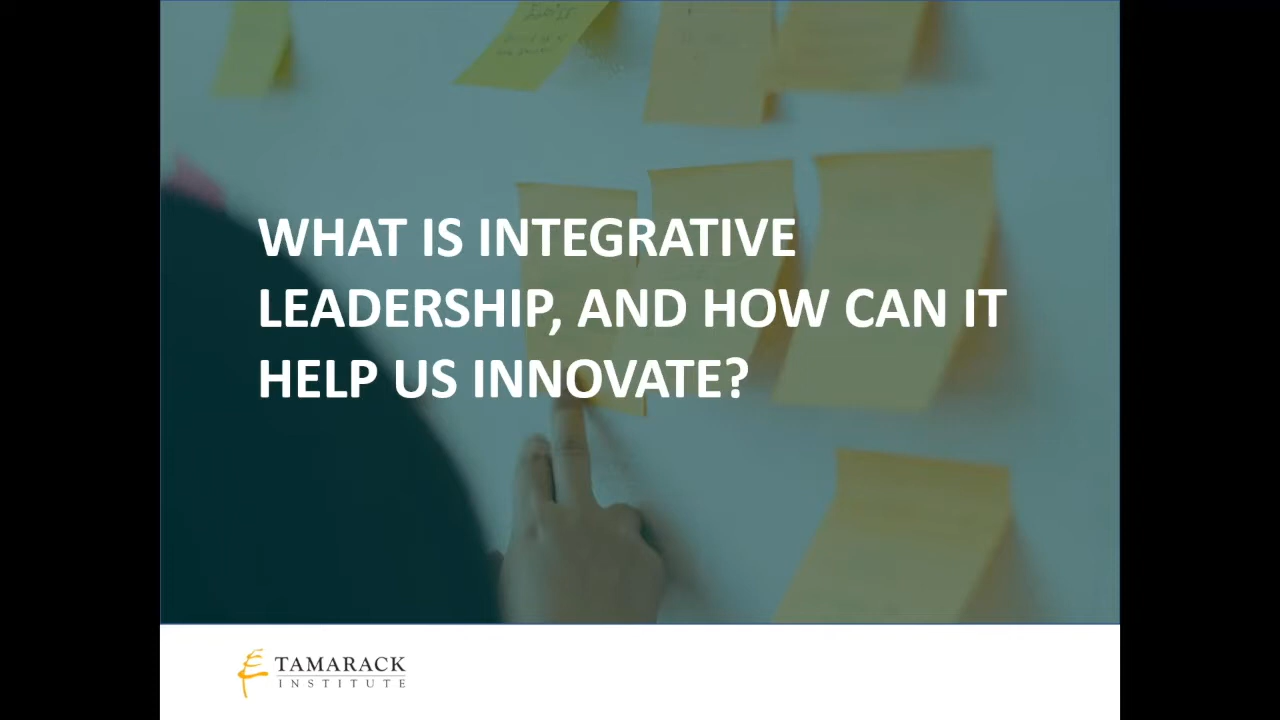 WHAT IS INTEGRATIVE
LEADERSHIP, AND HOW CAN IT
HELP US INNOVATE?
TAMARACK
INSTITUTE